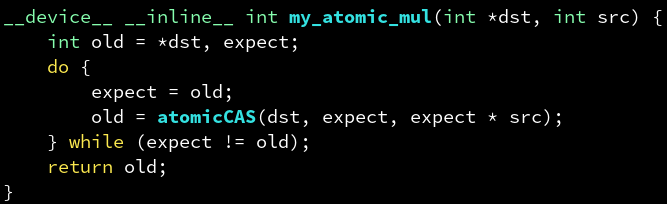 __device__ __inline__ int my_atomic_mul(int *dst, int src) {
    int old = *dst, expect;
    do {
        expect = old;
        old = atomicCAS(dst, expect, expect * src);
    } while (expect != old);
    return old;
}